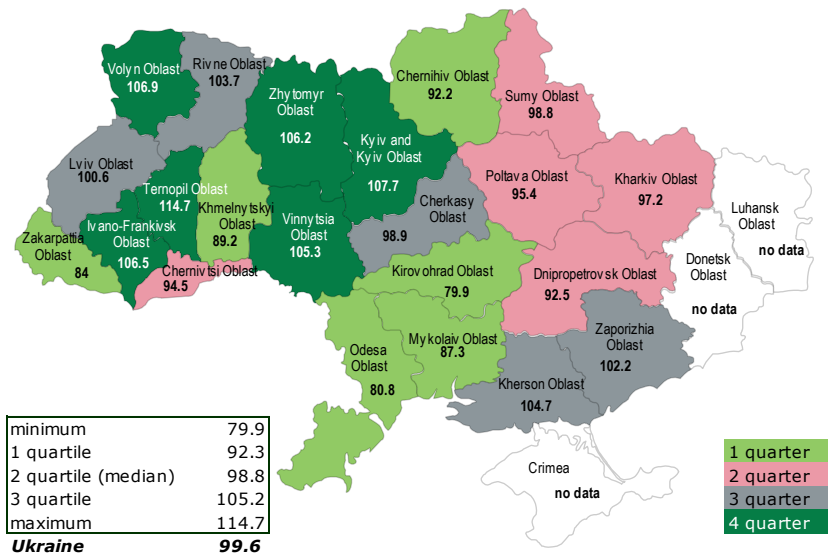 Volyn Oblast
106.9
Rivne Oblast
103.7
Zhytomyr
Oblast
106.2
Kyiv and
Kyiv Oblast
107.7
Chernihiv Oblast
92.2
Sumy Oblast
98.8
Lviv Oblast
100.6
Ternopil Oblast
114.7
Khmelnytskyi
Oblast
89.2
Vinnytsia
Oblast
105.3
Cherkasy
Oblast
98.9
Poltava Oblast
95.4
Kharkiv Oblast
97.2
Luhansk
Oblast
no data
Zakarpattia
Oblast
84
Ivano-Frankivsk
Oblast
106.5
Chernivtsi Oblast
94.5
Kirovohrad Oblast
79.9
Dnipropetrovsk Oblast
92.5
Donetsk
Oblast
no data
Odesa
Oblast
80.8
Mykolaiv Oblast
87.3
Kherson Oblast
104.7
Zaporizhia
Oblast
102.2
Crimea
no data
minimum 79.9
1 quartile 92.3
2 quartile (median) 98.8
3 quartile 105.2
maximum 114.7
Ukraine 99.6
1 quarter
2 quarter
3 quarter
4 quarter